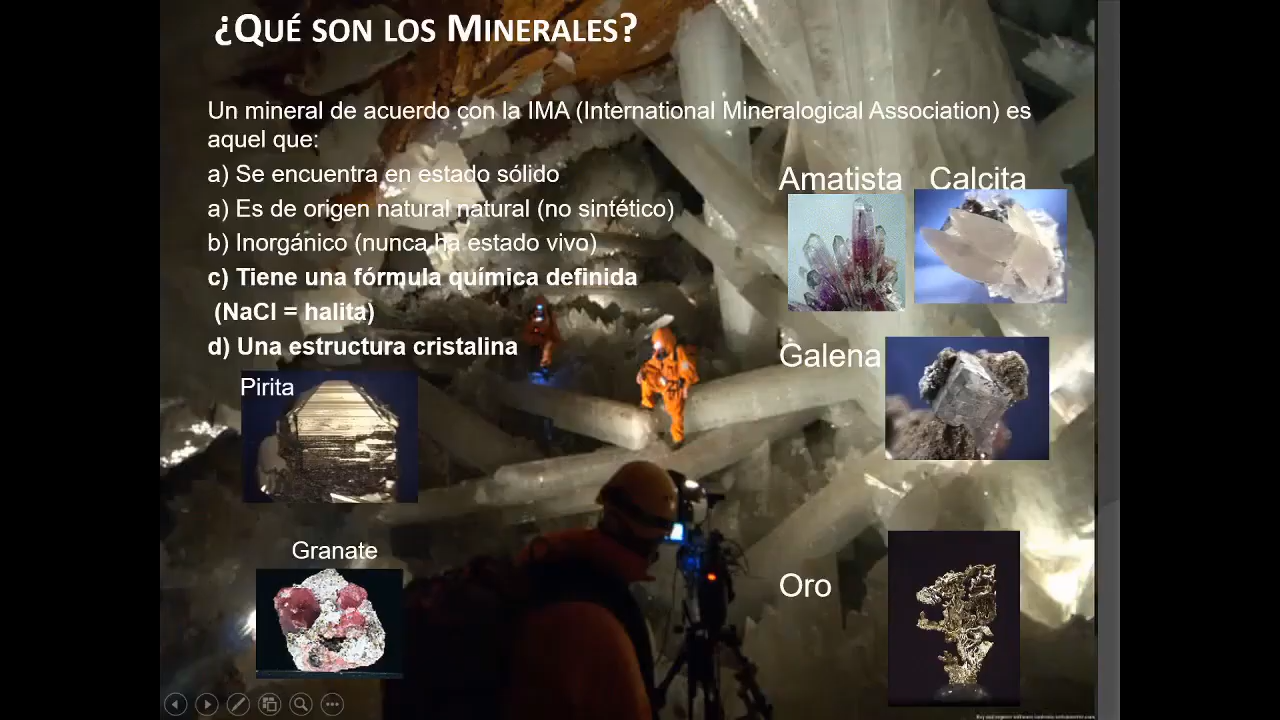 ¿QUÉ SON LOS MINERALES?
Un mineral de acuerdo con la IMA (International Mineralogical Association) es
aquel que:
a) Se encuentra en estado sólido
a) Es de origen natural natural (no sintético)
b) Inorgánico (nunca ha estado vivo)
c) Tiene una fórmula química definida
(NaCl = halita)
d) Una estructura cristalina
Amatista
Calcita
Galena
Pirita
Granate
Oro